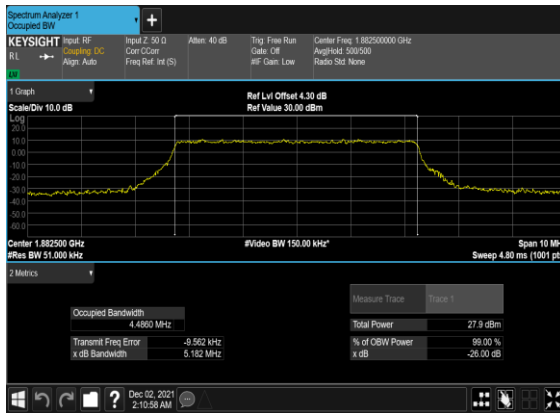 Spectrum Analyzer 1
Occupied BW
KEYSIGHT
RL
Input: RF
Coupling: DC
Align: Auto
Input Z: 50 Ω
Corr CCorr
Freq Ref: Int (S)
Atten: 40 dB
Trig: Free Run
Gate: Off
#IF Gain: Low
Center Freq: 1.882500000 GHz
Avg|Hold: 500/500
Radio Std: None
LXI
1 Graph
Scale/Div 10.0 dB
Ref Lvl Offset 4.30 dB
Ref Value 30.00 dBm
Log
20.0
10.0
0.00
-10.0
-20.0
-30.0
-40.0
-50.0
-60.0
Center 1.882500 GHz
#Res BW 51.000 kHz
#Video BW 150.00 kHz*
Span 10 MH
Sweep 4.80 ms (1001 pt
2 Metrics
Measure Trace Trace 1
Occupied Bandwidth
4.4860 MHz
Total Power 27.9 dBm
Transmit Freq Error -9.562 kHz
% of OBW Power 99.00 %
x dB Bandwidth 5.182 MHz
x dB -26.00 dB
?
Dec 02, 2021
2:10:58 AM